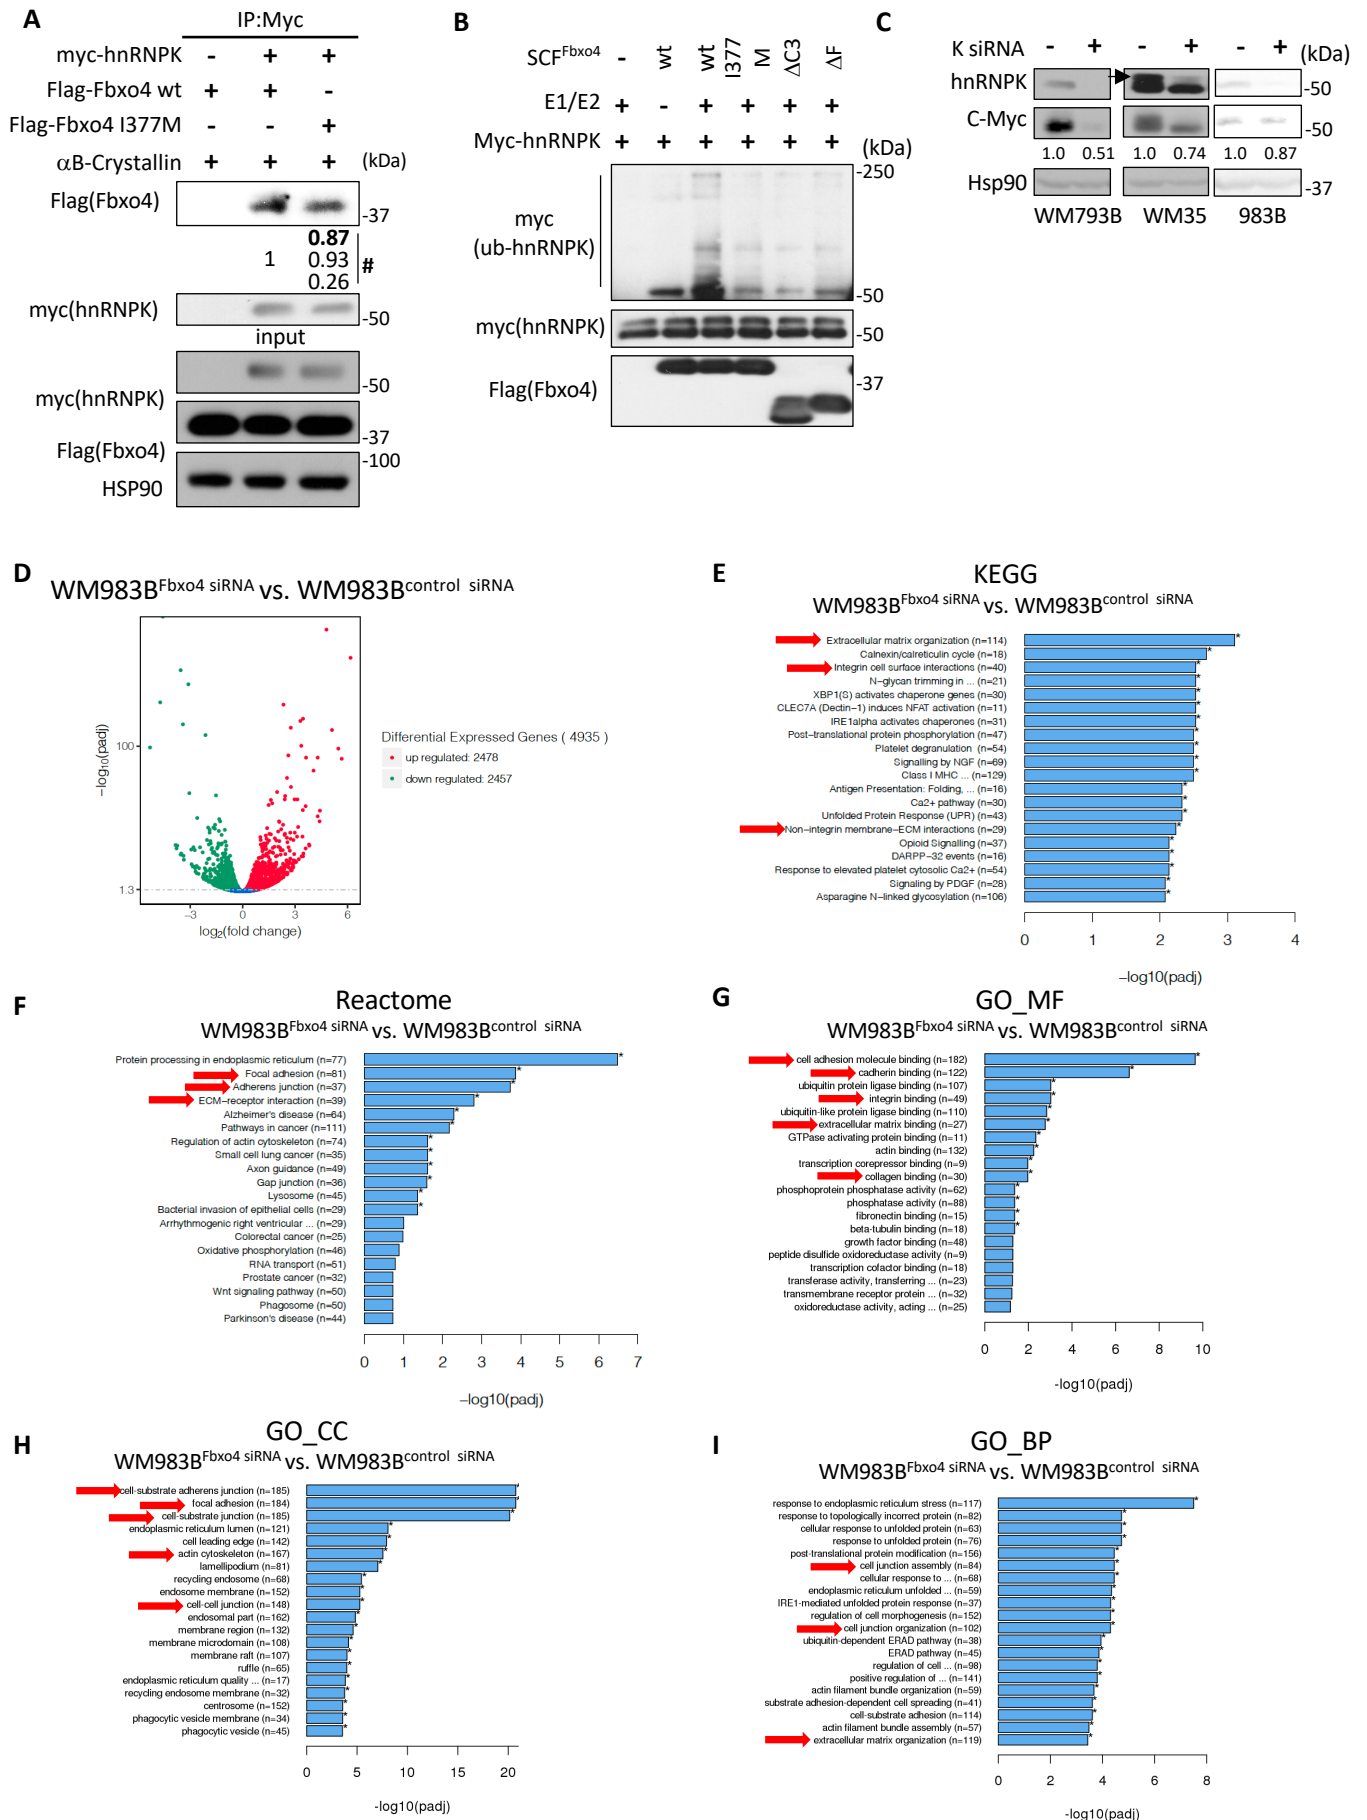 A
IP:Myc
myc-hnRNPK - + +
Flag-Fbxo4 wt + + -
Flag-Fbxo4 I377M - - +
αB-Crystallin + + + (kDa)
Flag(Fbxo4) -37
0.87
1 0.93 #
0.26
myc(hnRNPK) -50
input
myc(hnRNPK) -50
Flag(Fbxo4) -37
HSP90 -100
B
SCFFbxo4 - wt wt I377 M ΔC3 ΔF
E1/E2 + - + + + +
Myc-hnRNPK + + + + + + (kDa)
myc (ub-hnRNPK) -250
-50
myc(hnRNPK) -50
Flag(Fbxo4) -37
C
K siRNA - + - + - + (kDa)
hnRNPK -50
C-Myc -50
1.0 0.51 1.0 0.74 1.0 0.87
Hsp90 -37
WM793B WM35 983B
D
WM983BFbxo4 siRNA vs. WM983Bcontrol siRNA
−log10(padj)
100
1.3
−3 0 3 6
log2(fold change)
Differential Expressed Genes ( 4935 )
up regulated: 2478
down regulated: 2457
E
KEGG
WM983BFbxo4 siRNA vs. WM983Bcontrol siRNA
Extracellular matrix organization (n=114)
Calnexin/calreticulin cycle (n=18)
Integrin cell surface interactions (n=40)
N−glycan trimming in ... (n=21)
XBP1(S) activates chaperone genes (n=30)
CLEC7A (Dectin−1) induces NFAT activation (n=11)
IRE1alpha activates chaperones (n=31)
Post−translational protein phosphorylation (n=47)
Platelet degranulation (n=54)
Signalling by NGF (n=69)
Class I MHC ... (n=129)
Antigen Presentation: Folding, ... (n=16)
Ca2+ pathway (n=30)
Unfolded Protein Response (UPR) (n=43)
Non−integrin membrane−ECM interactions (n=29)
Opioid Signalling (n=37)
DARPP−32 events (n=16)
Response to elevated platelet cytosolic Ca2+ (n=54)
Signaling by PDGF (n=28)
Asparagine N−linked glycosylation (n=106)
0 1 2 3 4
−log10(padj)
F
Reactome
WM983BFbxo4 siRNA vs. WM983Bcontrol siRNA
Protein processing in endoplasmic reticulum (n=77)
Focal adhesion (n=81)
Adherens junction (n=37)
ECM−receptor interaction (n=39)
Alzheimer's disease (n=64)
Pathways in cancer (n=111)
Regulation of actin cytoskeleton (n=74)
Small cell lung cancer (n=35)
Axon guidance (n=49)
Gap junction (n=36)
Lysosome (n=45)
Bacterial invasion of epithelial cells (n=29)
Arrhythmogenic right ventricular ... (n=29)
Colorectal cancer (n=25)
Oxidative phosphorylation (n=46)
RNA transport (n=51)
Prostate cancer (n=32)
Wnt signaling pathway (n=50)
Phagosome (n=50)
Parkinson's disease (n=44)
0 1 2 3 4 5 6 7
−log10(padj)
G
GO_MF
WM983BFbxo4 siRNA vs. WM983Bcontrol siRNA
cell adhesion molecule binding (n=182)
cadherin binding (n=122)
ubiquitin protein ligase binding (n=107)
integrin binding (n=49)
ubiquitin-like protein ligase binding (n=110)
extracellular matrix binding (n=27)
GTPase activating protein binding (n=11)
actin binding (n=132)
transcription corepressor binding (n=9)
collagen binding (n=30)
phosphoprotein phosphatase activity (n=62)
phosphatase activity (n=88)
fibronectin binding (n=15)
beta-tubulin binding (n=18)
growth factor binding (n=48)
peptide disulfide oxidoreductase activity (n=9)
transcription cofactor binding (n=18)
transferase activity, transferring ... (n=23)
transmembrane receptor protein ... (n=32)
oxidoreductase activity, acting ... (n=25)
0 2 4 6 8 10
-log10(padj)
H
GO_CC
WM983BFbxo4 siRNA vs. WM983Bcontrol siRNA
cell-substrate adherens junction (n=185)
focal adhesion (n=184)
cell-substrate junction (n=185)
endoplasmic reticulum lumen (n=121)
cell leading edge (n=142)
actin cytoskeleton (n=167)
lamellipodium (n=81)
recycling endosome (n=68)
endosome membrane (n=152)
cell-cell junction (n=148)
endosomal part (n=162)
membrane region (n=132)
membrane microdomain (n=108)
membrane raft (n=107)
ruffle (n=65)
endoplasmic reticulum quality ... (n=17)
recycling endosome membrane (n=32)
centrosome (n=152)
phagocytic vesicle membrane (n=34)
phagocytic vesicle (n=45)
0 5 10 15 20
-log10(padj)
I
GO_BP
WM983BFbxo4 siRNA vs. WM983Bcontrol siRNA
response to endoplasmic reticulum stress (n=117)
response to topologically incorrect protein (n=82)
cellular response to unfolded protein (n=63)
response to unfolded protein (n=76)
post-translational protein modification (n=156)
cell junction assembly (n=84)
cellular response to ... (n=68)
endoplasmic reticulum unfolded ... (n=59)
IRE1-mediated unfolded protein response (n=37)
regulation of cell morphogenesis (n=152)
cell junction organization (n=102)
ubiquitin-dependent ERAD pathway (n=38)
ERAD pathway (n=45)
regulation of cell ... (n=98)
positive regulation of ... (n=141)
actin filament bundle organization (n=59)
substrate adhesion-dependent cell spreading (n=41)
cell-substrate adhesion (n=114)
actin filament bundle assembly (n=57)
extracellular matrix organization (n=119)
0 2 4 6 8
-log10(padj)